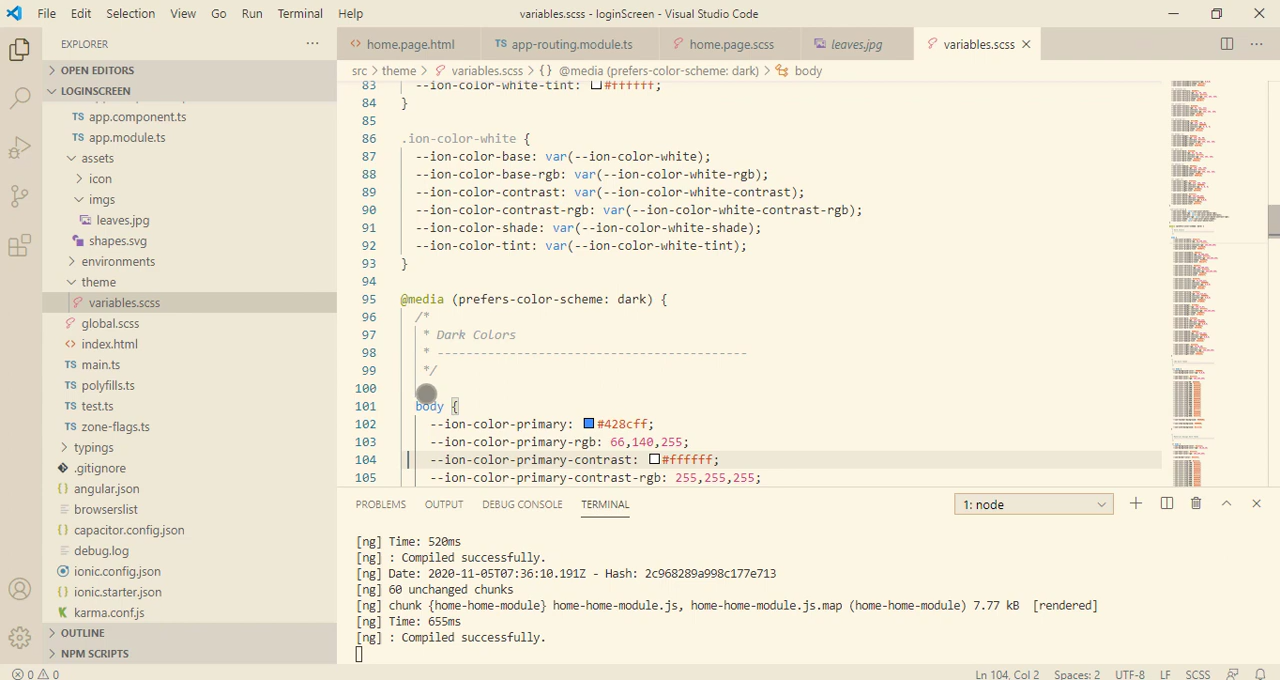 File Edit Selection View Go Run Terminal Help variables.scss - loginScreen - Visual Studio Code
EXPLORER
OPEN EDITORS
LOGINSCREEN
app.component.ts
app.module.ts
assets
icon
imgs
leaves.jpg
shapes.svg
environments
theme
variables.scss
global.scss
index.html
main.ts
polyfills.ts
test.ts
zone-flags.ts
typings
.gitignore
angular.json
browserslist
capacitor.config.json
debug.log
ionic.config.json
ionic.starter.json
karma.conf.js
OUTLINE
NPM SCRIPTS
home.page.html app-routing.module.ts home.page.scss leaves.jpg variables.scss
src > theme > variables.scss > {} @media (prefers-color-scheme: dark) > body
83 --ion-color-white-tint: #ffffff;
84 }
85
86 .ion-color-white {
87 --ion-color-base: var(--ion-color-white);
88 --ion-color-base-rgb: var(--ion-color-white-rgb);
89 --ion-color-contrast: var(--ion-color-white-contrast);
90 --ion-color-contrast-rgb: var(--ion-color-white-contrast-rgb);
91 --ion-color-shade: var(--ion-color-white-shade);
92 --ion-color-tint: var(--ion-color-white-tint);
93 }
94
95 @media (prefers-color-scheme: dark) {
96 /*
97 * Dark Colors
98 * -------------------------------------------
99 */
100
101 body {
102 --ion-color-primary: #428cff;
103 --ion-color-primary-rgb: 66,140,255;
104 --ion-color-primary-contrast: #ffffff;
105 --ion-color-primary-contrast-rgb: 255,255,255;
PROBLEMS OUTPUT DEBUG CONSOLE TERMINAL 1: node
[ng] Time: 520ms
[ng] : Compiled successfully.
[ng] Date: 2020-11-05T07:36:10.191Z - Hash: 2c968289a998c177e713
[ng] 60 unchanged chunks
[ng] chunk {home-home-module} home-home-module.js, home-home-module.js.map (home-home-module) 7.77 kB [rendered]
[ng] Time: 655ms
[ng] : Compiled successfully.
0 0 Ln 104, Col 2 Spaces: 2 UTF-8 LF SCSS